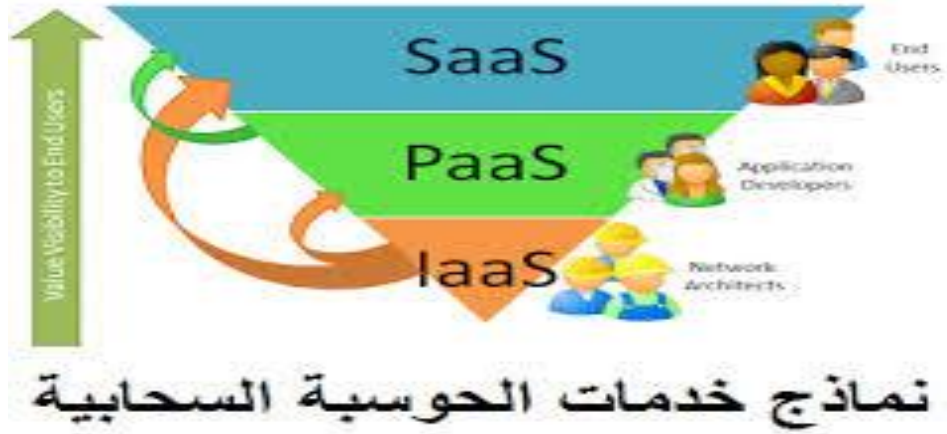 SaaS
End
Users
PaaS
Application
Developers
IaaS
Network
Architects
Value Visibility to End Users
نماذج خدمات الحوسبة السحابية